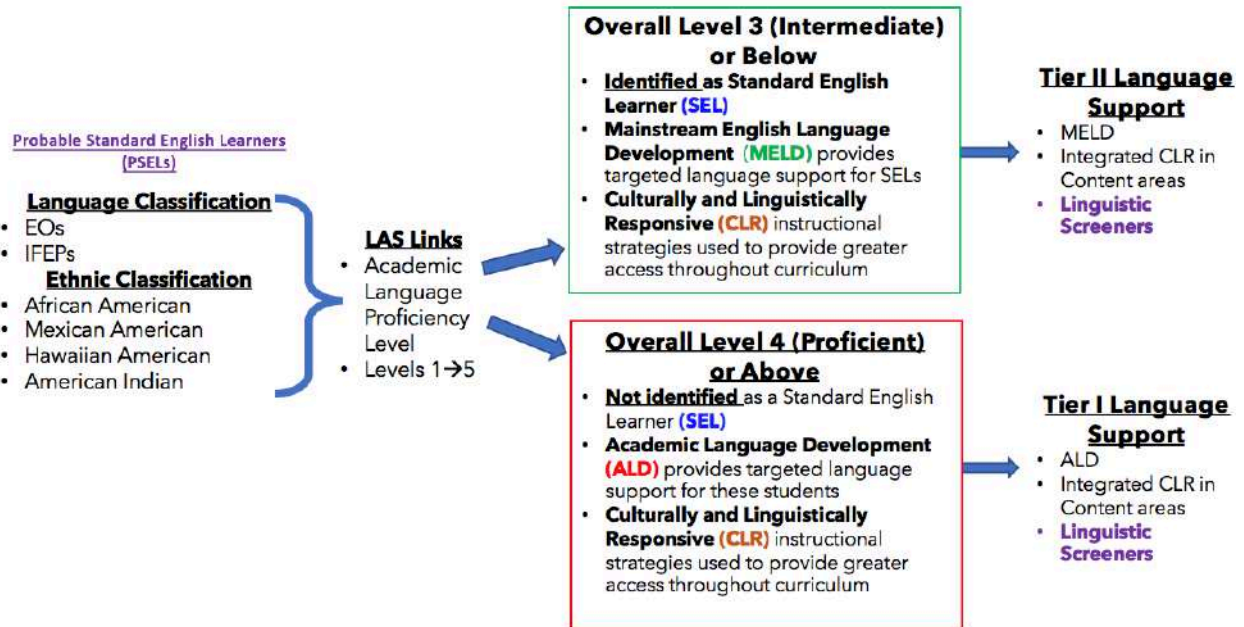 Probable Standard English Learners
(PSELs)
Language Classification
• EOs
• IFEPs
Ethnic Classification
• African American
• Mexican American
• Hawaiian American
• American Indian
LAS Links
• Academic
Language
Proficiency
Level
• Levels 1→5
Overall Level 3 (Intermediate)
or Below
• Identified as Standard English
Learner (SEL)
• Mainstream English Language
Development (MELD) provides
targeted language support for SELs
• Culturally and Linguistically
Responsive (CLR) instructional
strategies used to provide greater
access throughout curriculum
Tier II Language
Support
• MELD
• Integrated CLR in
Content areas
• Linguistic
Screeners
Overall Level 4 (Proficient)
or Above
• Not identified as a Standard English
Learner (SEL)
• Academic Language Development
(ALD) provides targeted language
support for these students
• Culturally and Linguistically
Responsive (CLR) instructional
strategies used to provide greater
access throughout curriculum
Tier I Language
Support
• ALD
• Integrated CLR in
Content areas
• Linguistic
Screeners